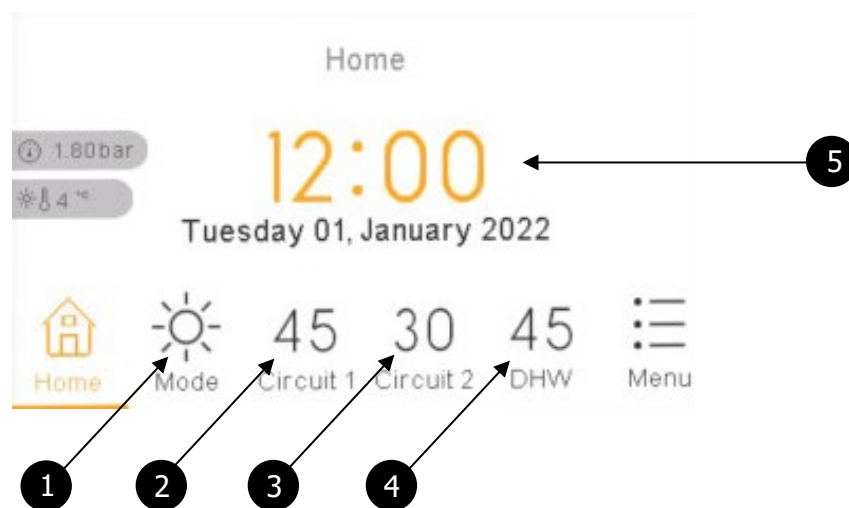 Home
1.80bar
12:00
5
4 °C
Tuesday 01, January 2022
45 30 45
Home Mode Circuit 1 Circuit 2 DHW Menu
1 2 3 4